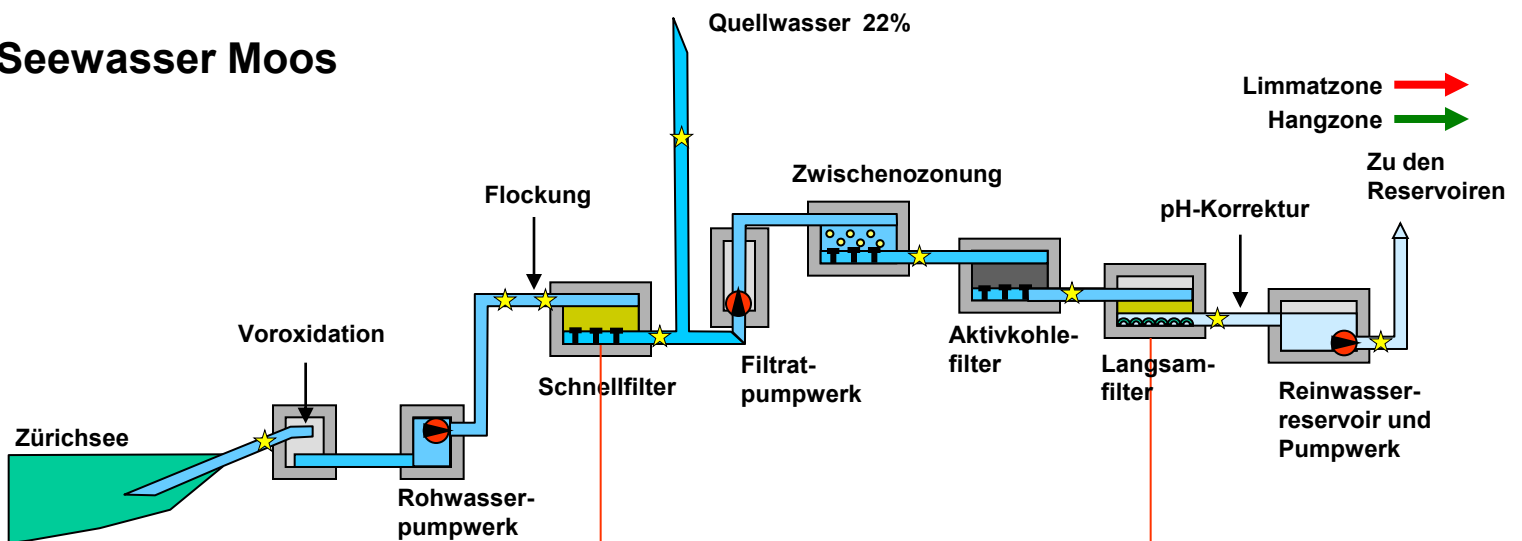 Seewasser Moos
Quellwasser 22%
Limmatzone
Hangzone
Zu den
Reservoiren
Zwischenozonung
Flockung
pH-Korrektur
Voroxidation
Schnellfilter
Filtrat-
pumpwerk
Aktivkohle-
filter
Langsam-
filter
Reinwasser-
reservoir und
Pumpwerk
Zürichsee
Rohwasser-
pumpwerk